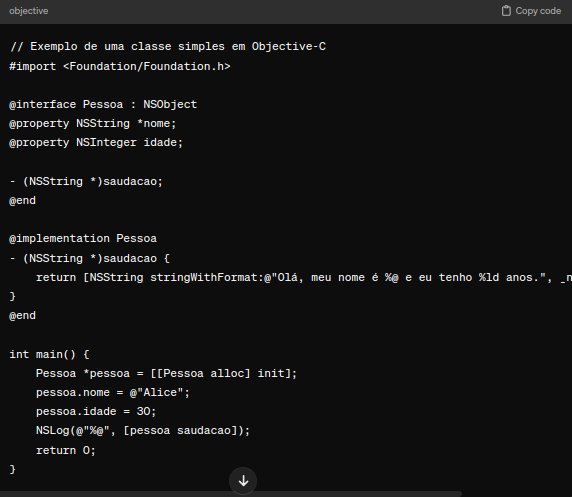 objective
Copy code
// Exemplo de uma classe simples em Objective-C
#import <Foundation/Foundation.h>
@interface Pessoa : NSObject
@property NSString *nome;
@property NSInteger idade;
- (NSString *)saudacao;
@end
@implementation Pessoa
- (NSString *)saudacao {
    return [NSString stringWithFormat:@"Olá, meu nome é %@ e eu tenho %ld anos.", _n
}
@end
int main() {
    Pessoa *pessoa = [[Pessoa alloc] init];
    pessoa.nome = @"Alice";
    pessoa.idade = 30;
    NSLog(@"%@", [pessoa saudacao]);
    return 0;
}